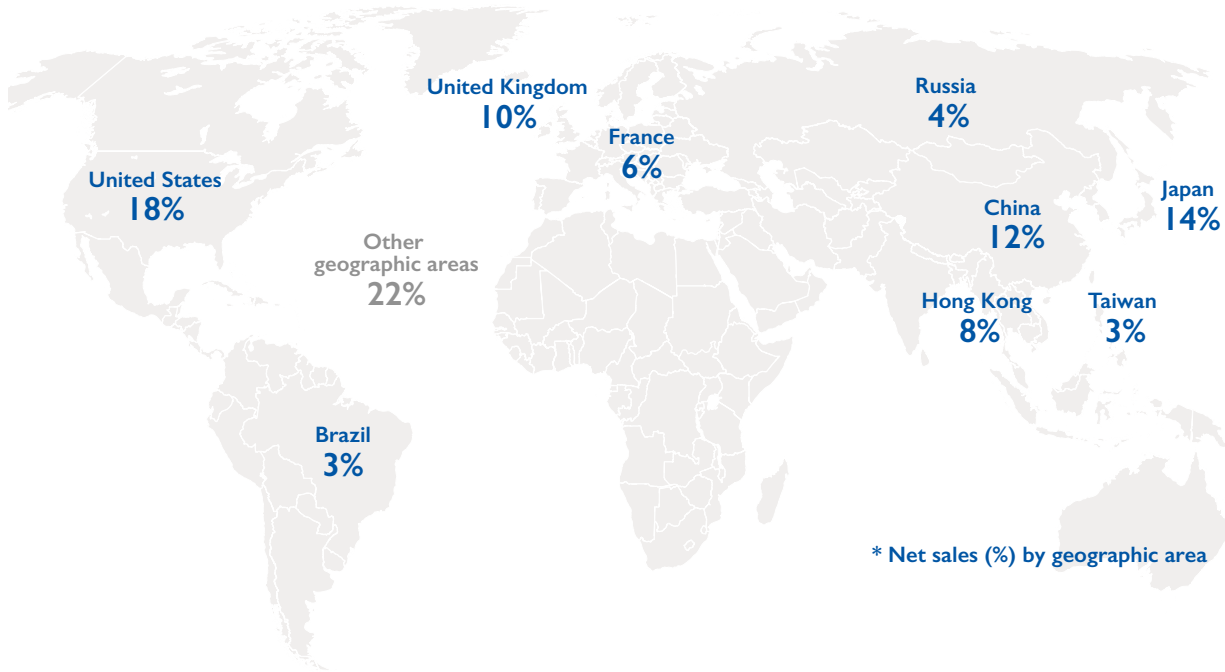 United Kingdom
10%
Russia
4%
France
6%
United States
18%
Japan
14%
China
12%
Other
geographic areas
22%
Hong Kong
8%
Taiwan
3%
Brazil
3%
* Net sales (%) by geographic area